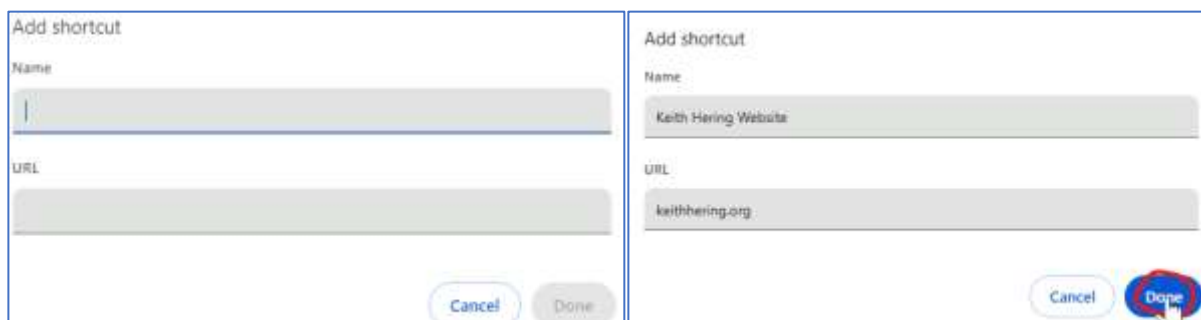 Add shortcut
Name
URL
Cancel
Done
Add shortcut
Name
Keith Hering Website
URL
keithhering.org
Cancel
Done